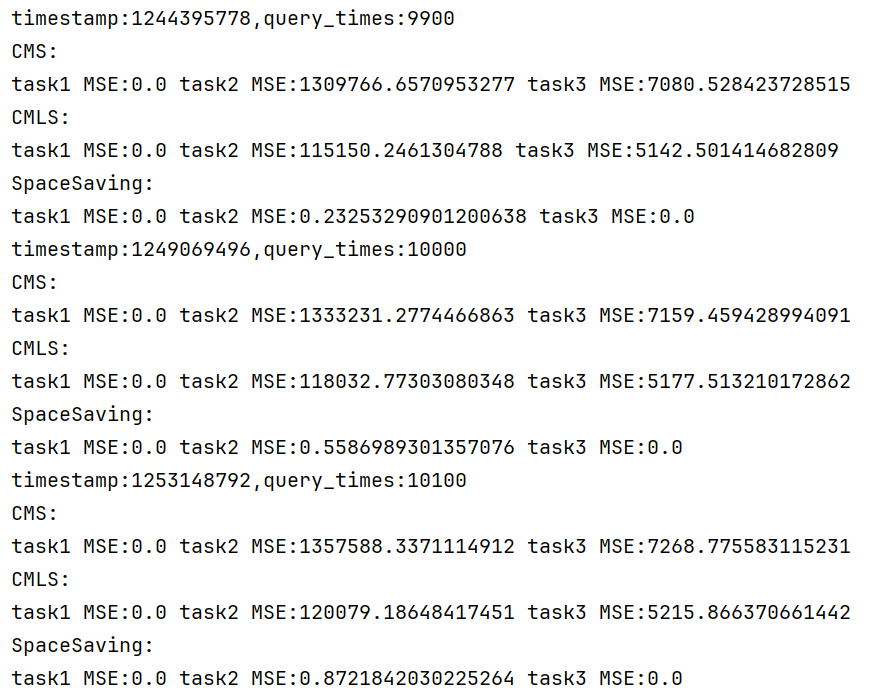 timestamp:1244395778,query_times:9900
CMS:
task1 MSE:0.0 task2 MSE:1309766.6570953277 task3 MSE:7080.528423728515
CMLS:
task1 MSE:0.0 task2 MSE:115150.2461304788 task3 MSE:5142.501414682809
SpaceSaving:
task1 MSE:0.0 task2 MSE:0.23253290901200638 task3 MSE:0.0
timestamp:1249069496,query_times:10000
CMS:
task1 MSE:0.0 task2 MSE:1333231.2774466863 task3 MSE:7159.459428994091
CMLS:
task1 MSE:0.0 task2 MSE:118032.77303080348 task3 MSE:5177.513210172862
SpaceSaving:
task1 MSE:0.0 task2 MSE:0.5586989301357076 task3 MSE:0.0
timestamp:1253148792,query_times:10100
CMS:
task1 MSE:0.0 task2 MSE:1357588.3371114912 task3 MSE:7268.775583115231
CMLS:
task1 MSE:0.0 task2 MSE:120079.18648417451 task3 MSE:5215.866370661442
SpaceSaving:
task1 MSE:0.0 task2 MSE:0.8721842030225264 task3 MSE:0.0